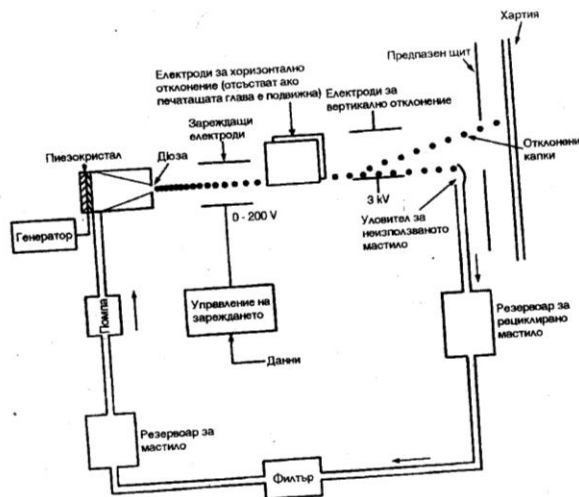 Хартия
Предпазен щит
Електроди за хоризонтално
отклонение (отсъстват ако
печаташата глава е подвижна)
Електроди за
вертикално отклонение
Зареждащи
електроди
Пиезокристал
Дюза
Отклонени
капки
0 - 200 V
3 kV
Уловител за
неизползваното
мастило
Генератор
Помпа
Управление на
зареждането
Данни
Резервоар за
рециклирано
мастило
Резервоар за
мастило
Филтър